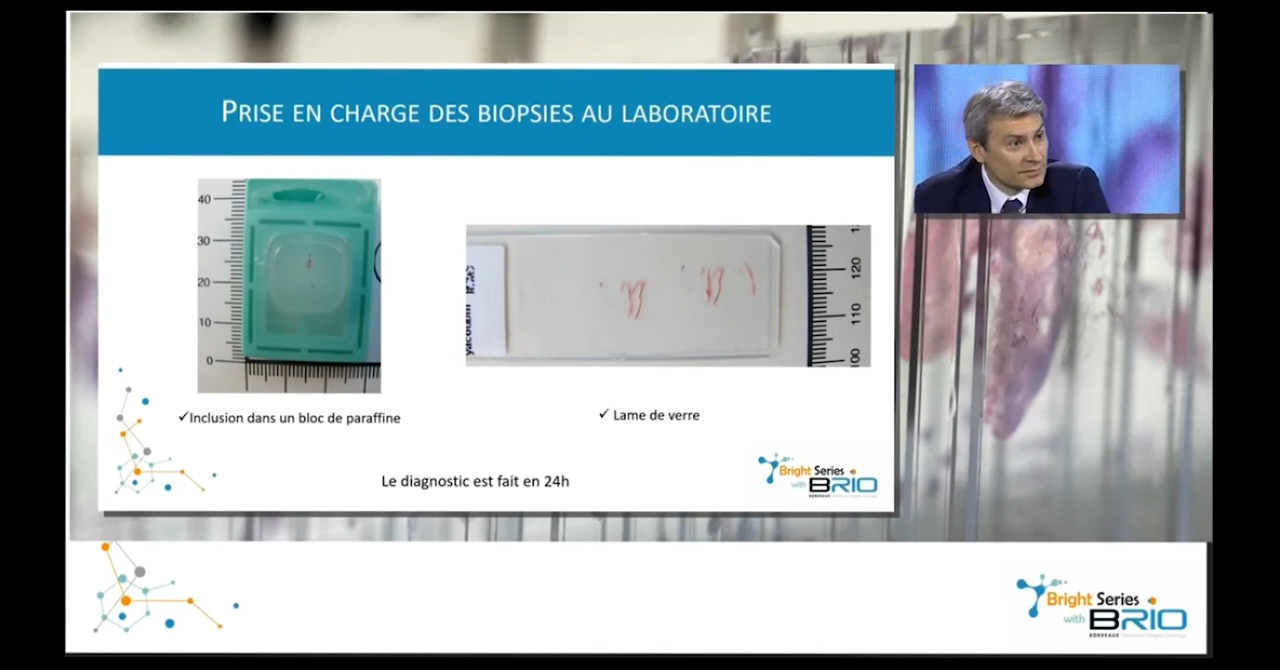 PRISE EN CHARGE DES BIOPSIES AU LABORATOIRE
40
30
20
10
0
120
110
100
✓Inclusion dans un bloc de paraffine
✓ Lame de verre
Le diagnostic est fait en 24h
Bright Series
with BRIO
BORDEAUX
Bright Series
with BRIO
BORDEAUX